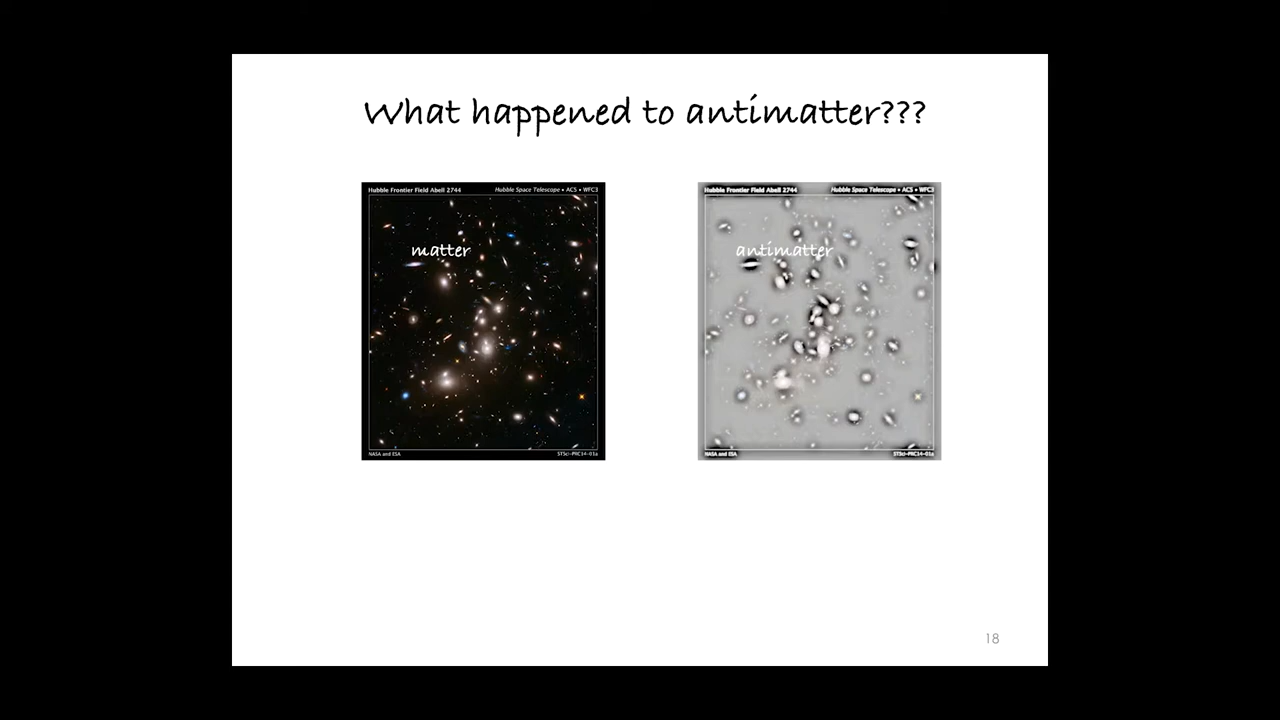 What happened to antimatter???
Hubble Frontier Field Abell 2744
Hubble Space Telescope • ACS • WFC3
matter
NASA and ESA
STScI-PRC14-01a
Hubble Frontier Field Abell 2744
Hubble Space Telescope • ACS • WFC3
antimatter
NASA and ESA
STScI-PRC14-01a
18